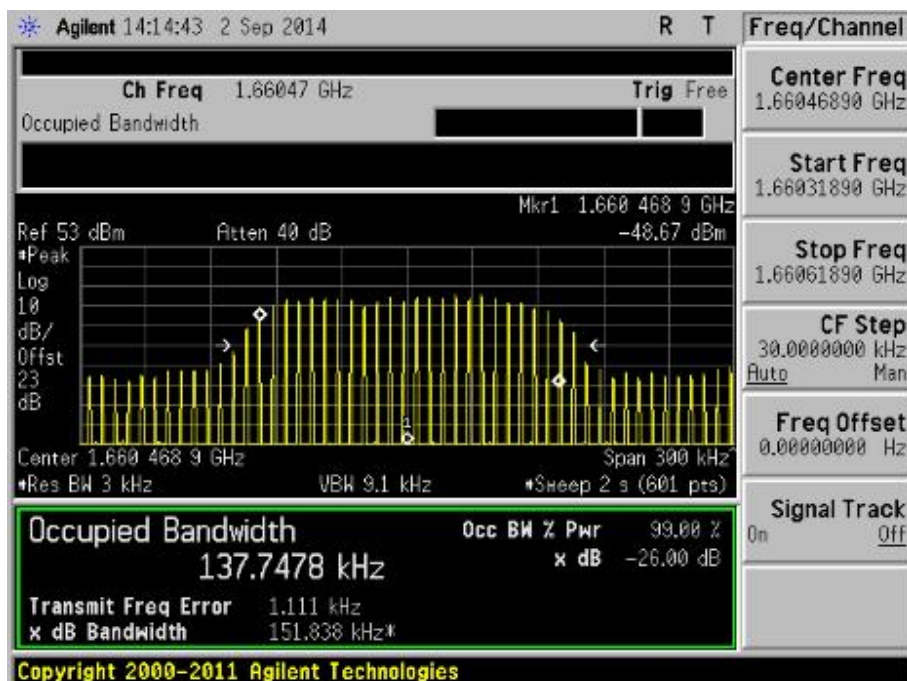 Agilent 14:14:43 2 Sep 2014 R T
Freq/Channel
Ch Freq 1.66047 GHz Trig Free
Occupied Bandwidth
Center Freq
1.66046890 GHz
Start Freq
1.66031890 GHz
Stop Freq
1.66061890 GHz
CF Step
30.0000000 kHz
Auto Man
Freq Offset
0.00000000 Hz
Signal Track
On Off
Mkr1 1.660 468 9 GHz
Ref 53 dBm Atten 40 dB -48.67 dBm
*Peak
Log
10
dB/
Offst
23
dB
1
Center 1.660 468 9 GHz Span 300 kHz^
*Res BW 3 kHz VBW 9.1 kHz *Sweep 2 s (601 pts)
Occupied Bandwidth Occ BW % Pwr 99.00 %
137.7478 kHz x dB -26.00 dB
Transmit Freq Error 1.111 kHz
x dB Bandwidth 151.838 kHz*
Copyright 2000-2011 Agilent Technologies